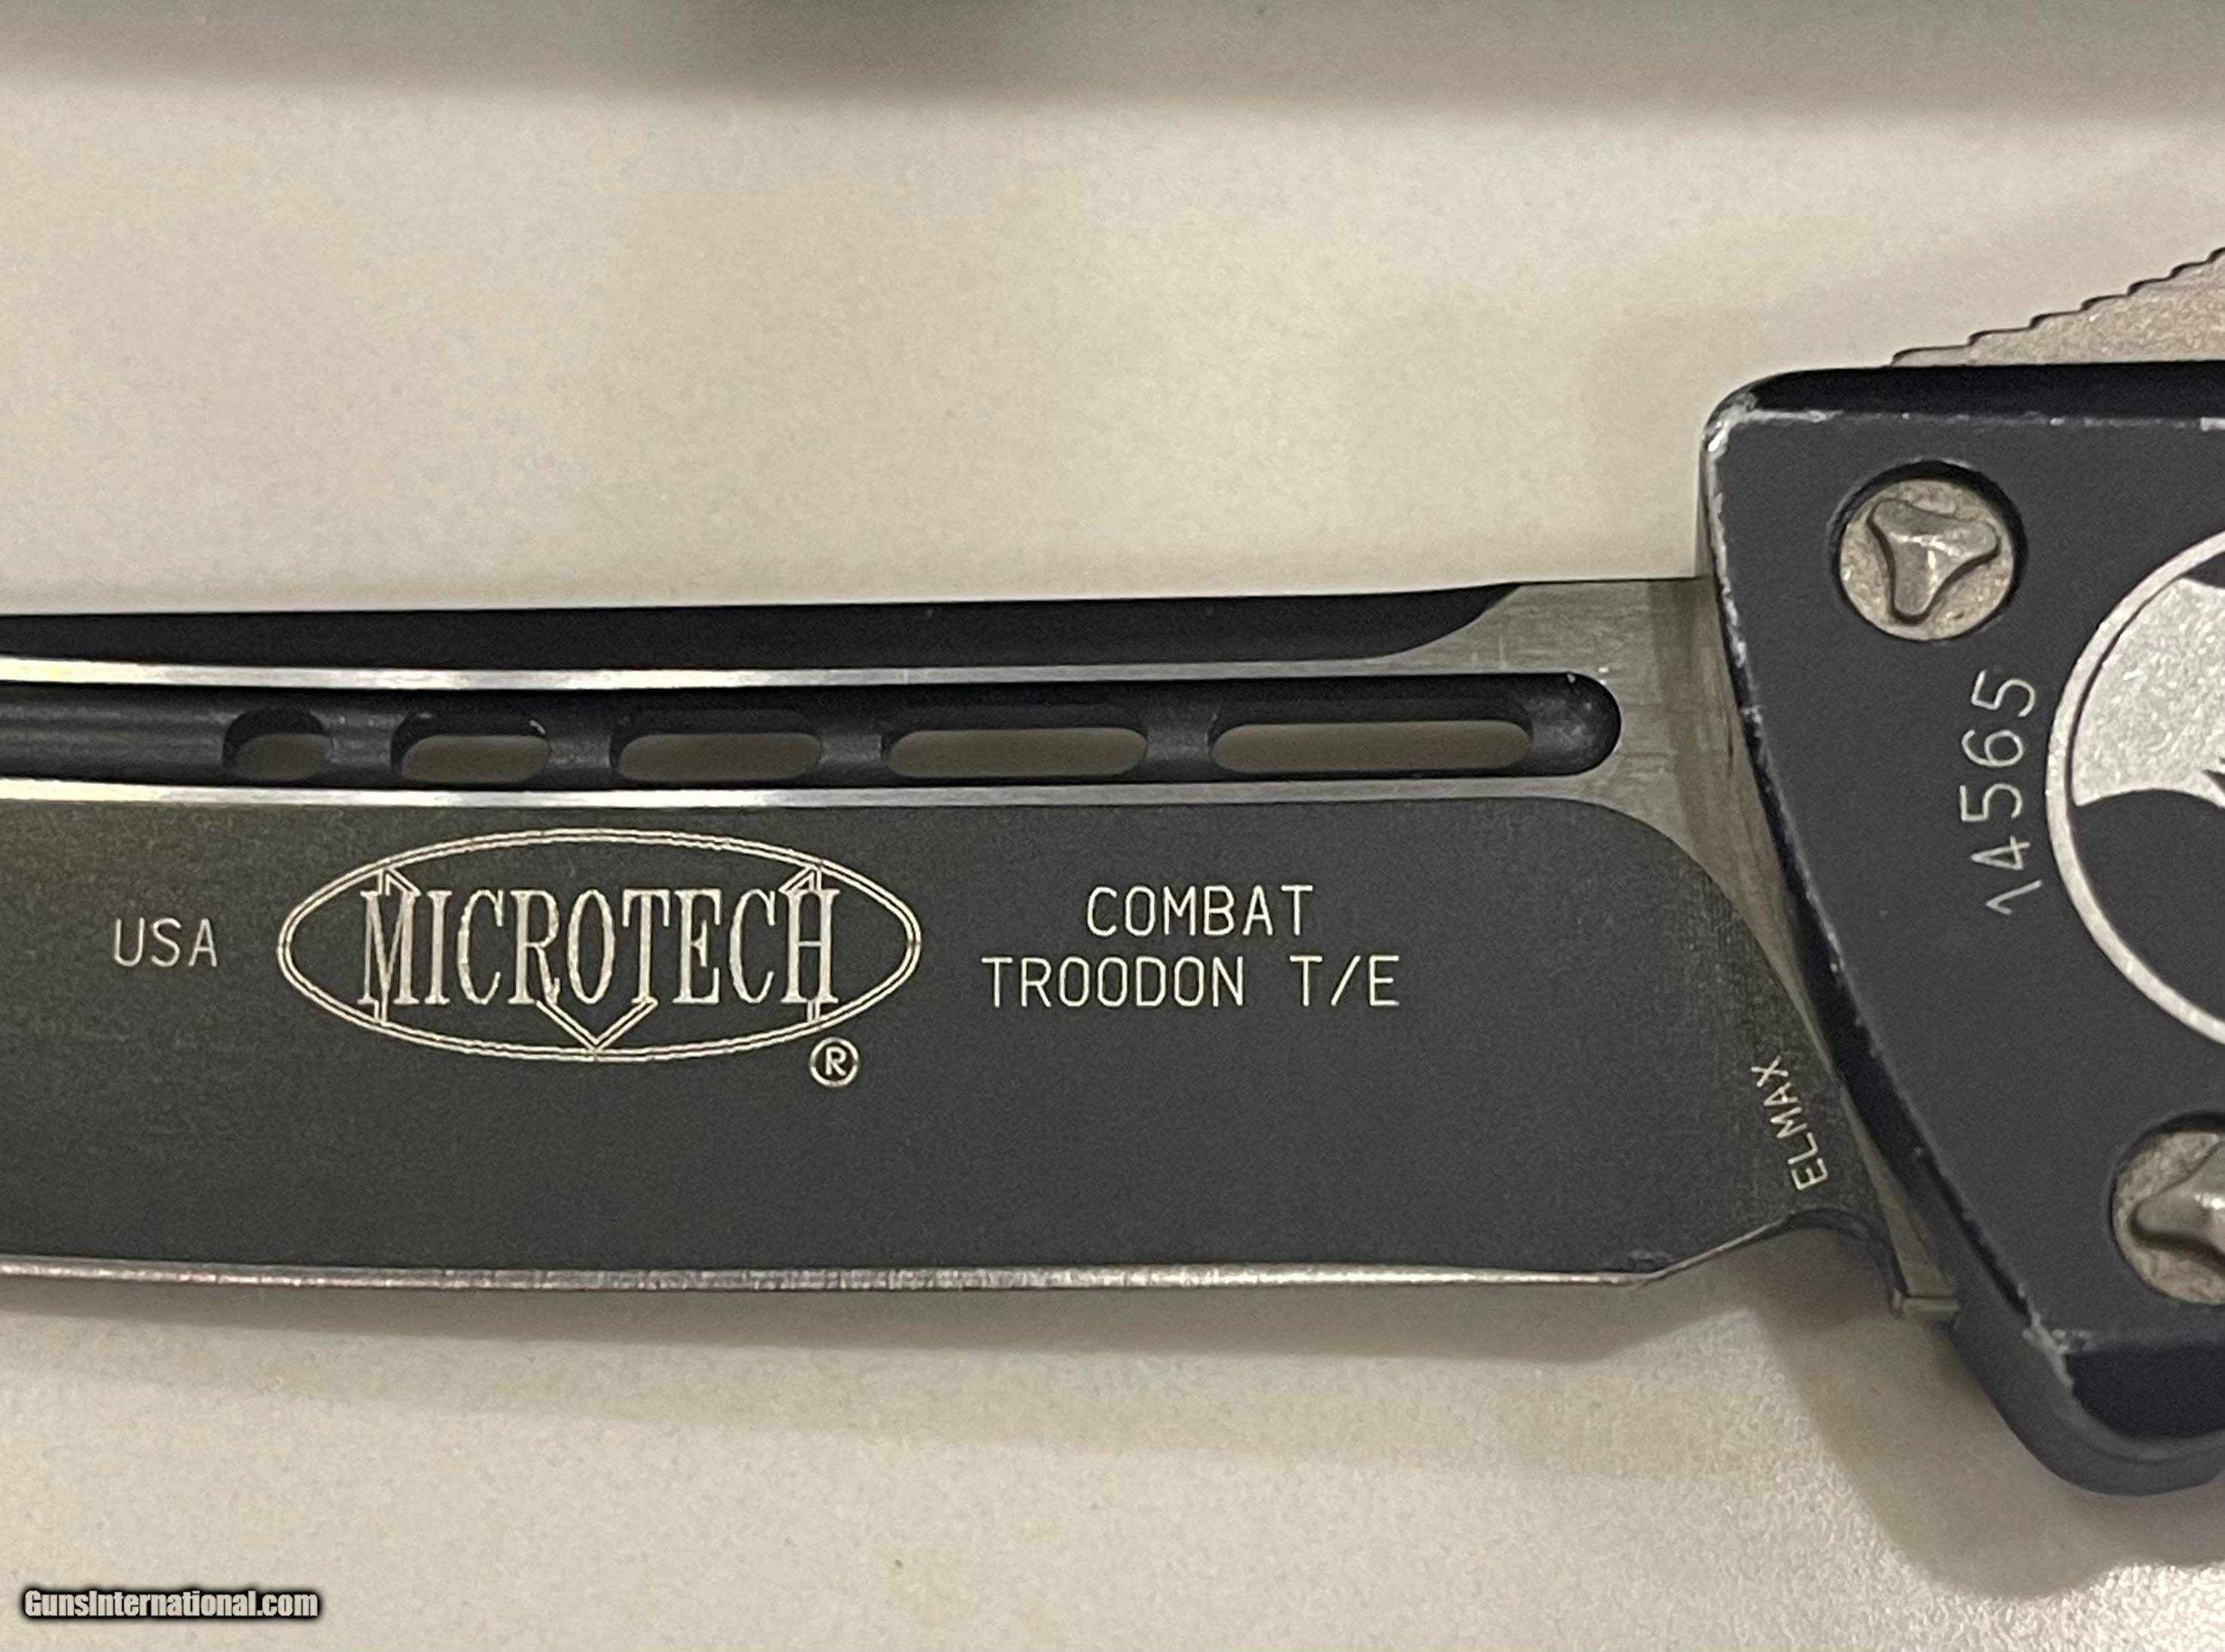 USA
MICROTECH
®
COMBAT
TROODON T/E
ELMAX
14565
GunsInternational.com